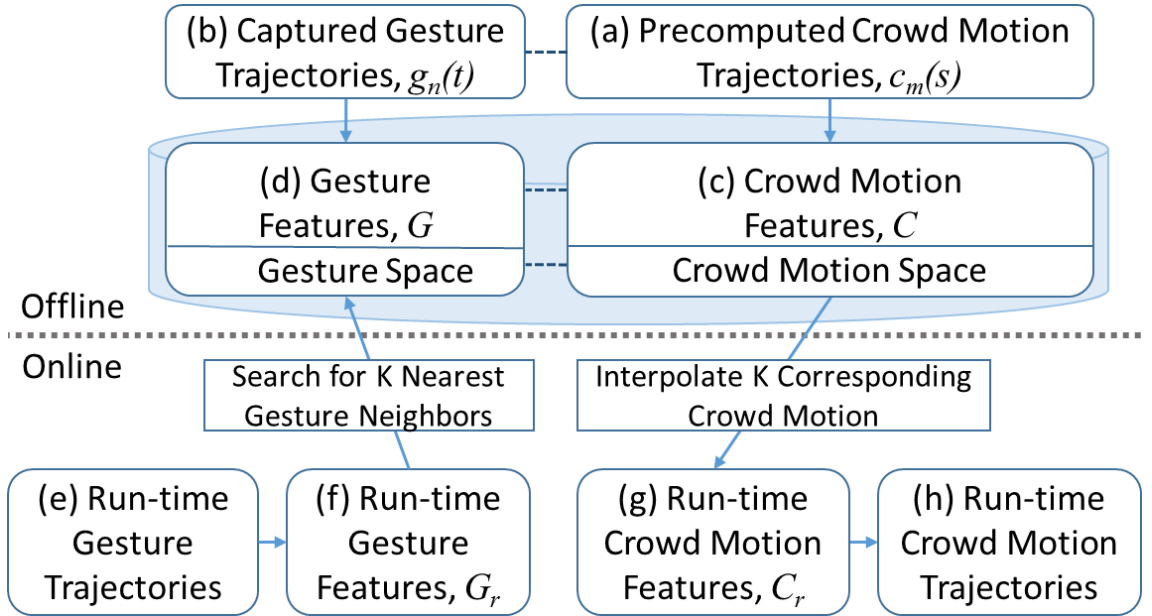 (b) Captured Gesture
Trajectories, gₙ(t)
(a) Precomputed Crowd Motion
Trajectories, cₘ(s)
(d) Gesture
Features, G
Gesture Space
(c) Crowd Motion
Features, C
Crowd Motion Space
Offline
Online
Search for K Nearest
Gesture Neighbors
Interpolate K Corresponding
Crowd Motion
(e) Run-time
Gesture
Trajectories
(f) Run-time
Gesture
Features, Gᵣ
(g) Run-time
Crowd Motion
Features, Cᵣ
(h) Run-time
Crowd Motion
Trajectories